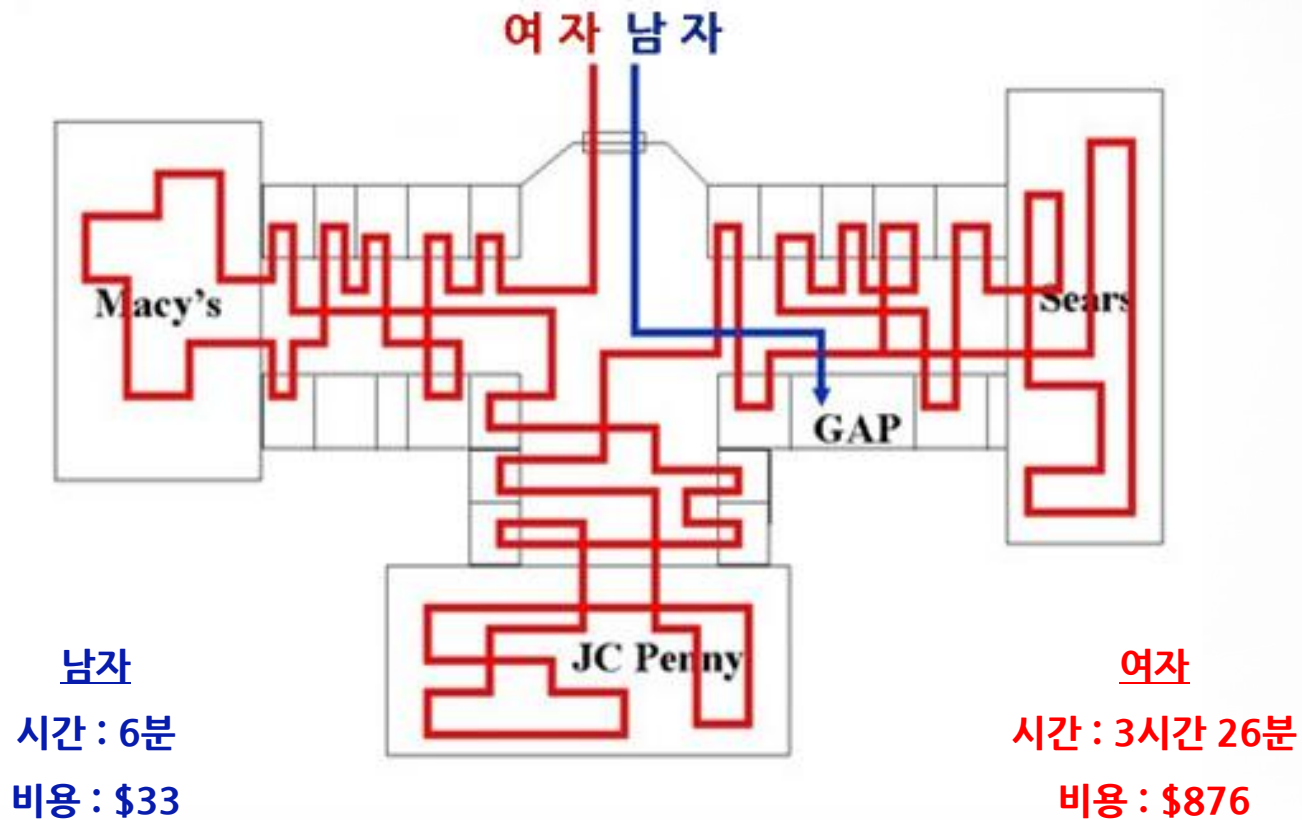 여 자 남 자
Macy's
Sears
GAP
JC Penny
남자
시간 : 6분
비용 : $33
여자
시간 : 3시간 26분
비용 : $876